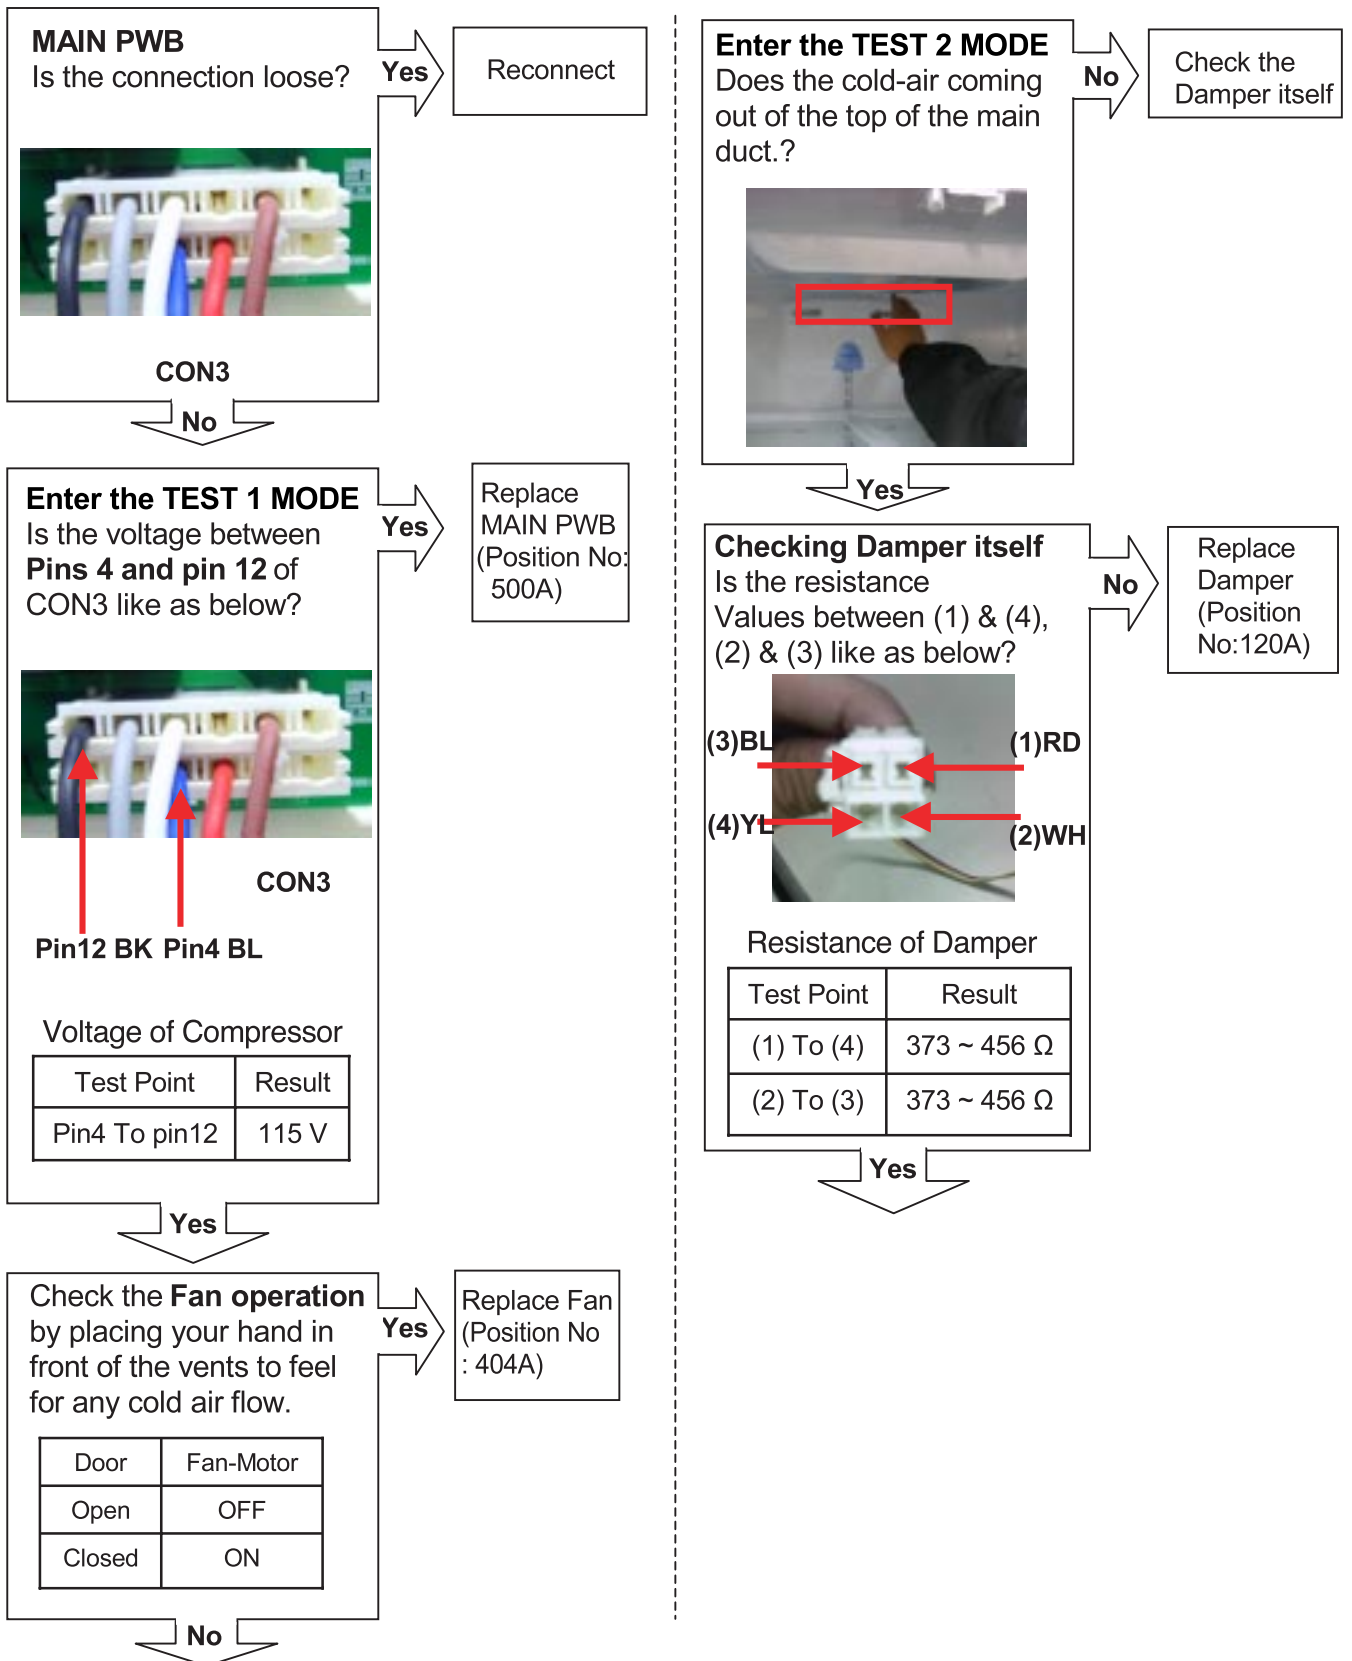 MAIN PWB
Is the connection loose?
Yes
Reconnect
CON3
No
Enter the TEST 1 MODE
Is the voltage between
Pins 4 and pin 12 of
CON3 like as below?
Yes
Replace
MAIN PWB
(Position No:
500A)
CON3
Pin12 BK Pin4 BL
Voltage of Compressor
Test Point Result
Pin4 To pin12 115 V
Yes
Check the Fan operation
by placing your hand in
front of the vents to feel
for any cold air flow.
Yes
Replace Fan
(Position No
: 404A)
Door Fan-Motor
Open OFF
Closed ON
No
Enter the TEST 2 MODE
Does the cold-air coming
out of the top of the main
duct.?
No
Check the
Damper itself
Yes
Checking Damper itself
Is the resistance
Values between (1) & (4),
(2) & (3) like as below?
No
Replace
Damper
(Position
No:120A)
(3)BL (1)RD
(4)YL (2)WH
Resistance of Damper
Test Point Result
(1) To (4) 373 ~ 456 Ω
(2) To (3) 373 ~ 456 Ω
Yes